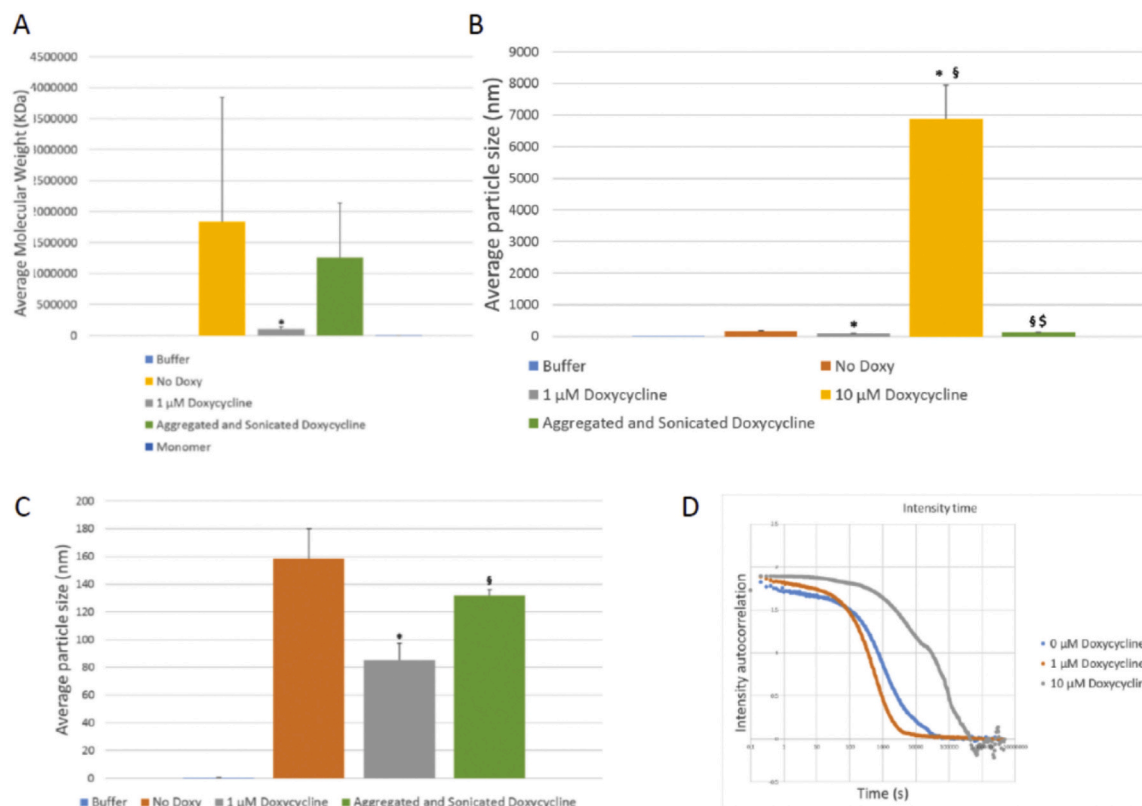 A
Average Molecular Weight (KDa)
4500000
4000000
3500000
3000000
2500000
2000000
1500000
1000000
500000
0
*
Buffer
No Doxy
1 µM Doxycycline
Aggregated and Sonicated Doxycycline
Monomer
B
Average particle size (nm)
9000
8000
7000
6000
5000
4000
3000
2000
1000
0
*
* §
§ $
Buffer
No Doxy
1 µM Doxycycline
10 µM Doxycycline
Aggregated and Sonicated Doxycycline
C
Average particle size (nm)
200
180
160
140
120
100
80
60
40
20
0
*
§
Buffer
No Doxy
1 µM Doxycycline
Aggregated and Sonicated Doxycycline
D
Intensity time
Intensity autocorrelation
0 µM Doxycycline
1 µM Doxycycline
10 µM Doxycyclin
Time (s)